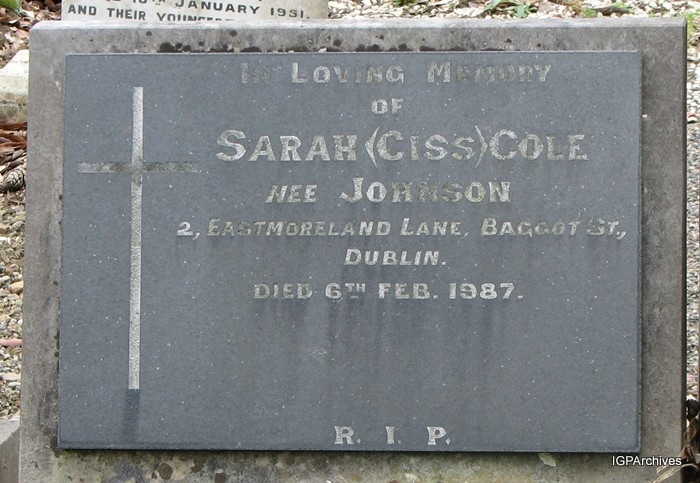 JANUARY 1951.
AND THEIR
IN LOVING MEMORY
OF
SARAH (CISS) COLE
NEE JOHNSON
2, EASTMORELAND LANE, BAGGOT ST.,
DUBLIN.
DIED 6TH FEB. 1987.
R. I. P.
IGPArchives